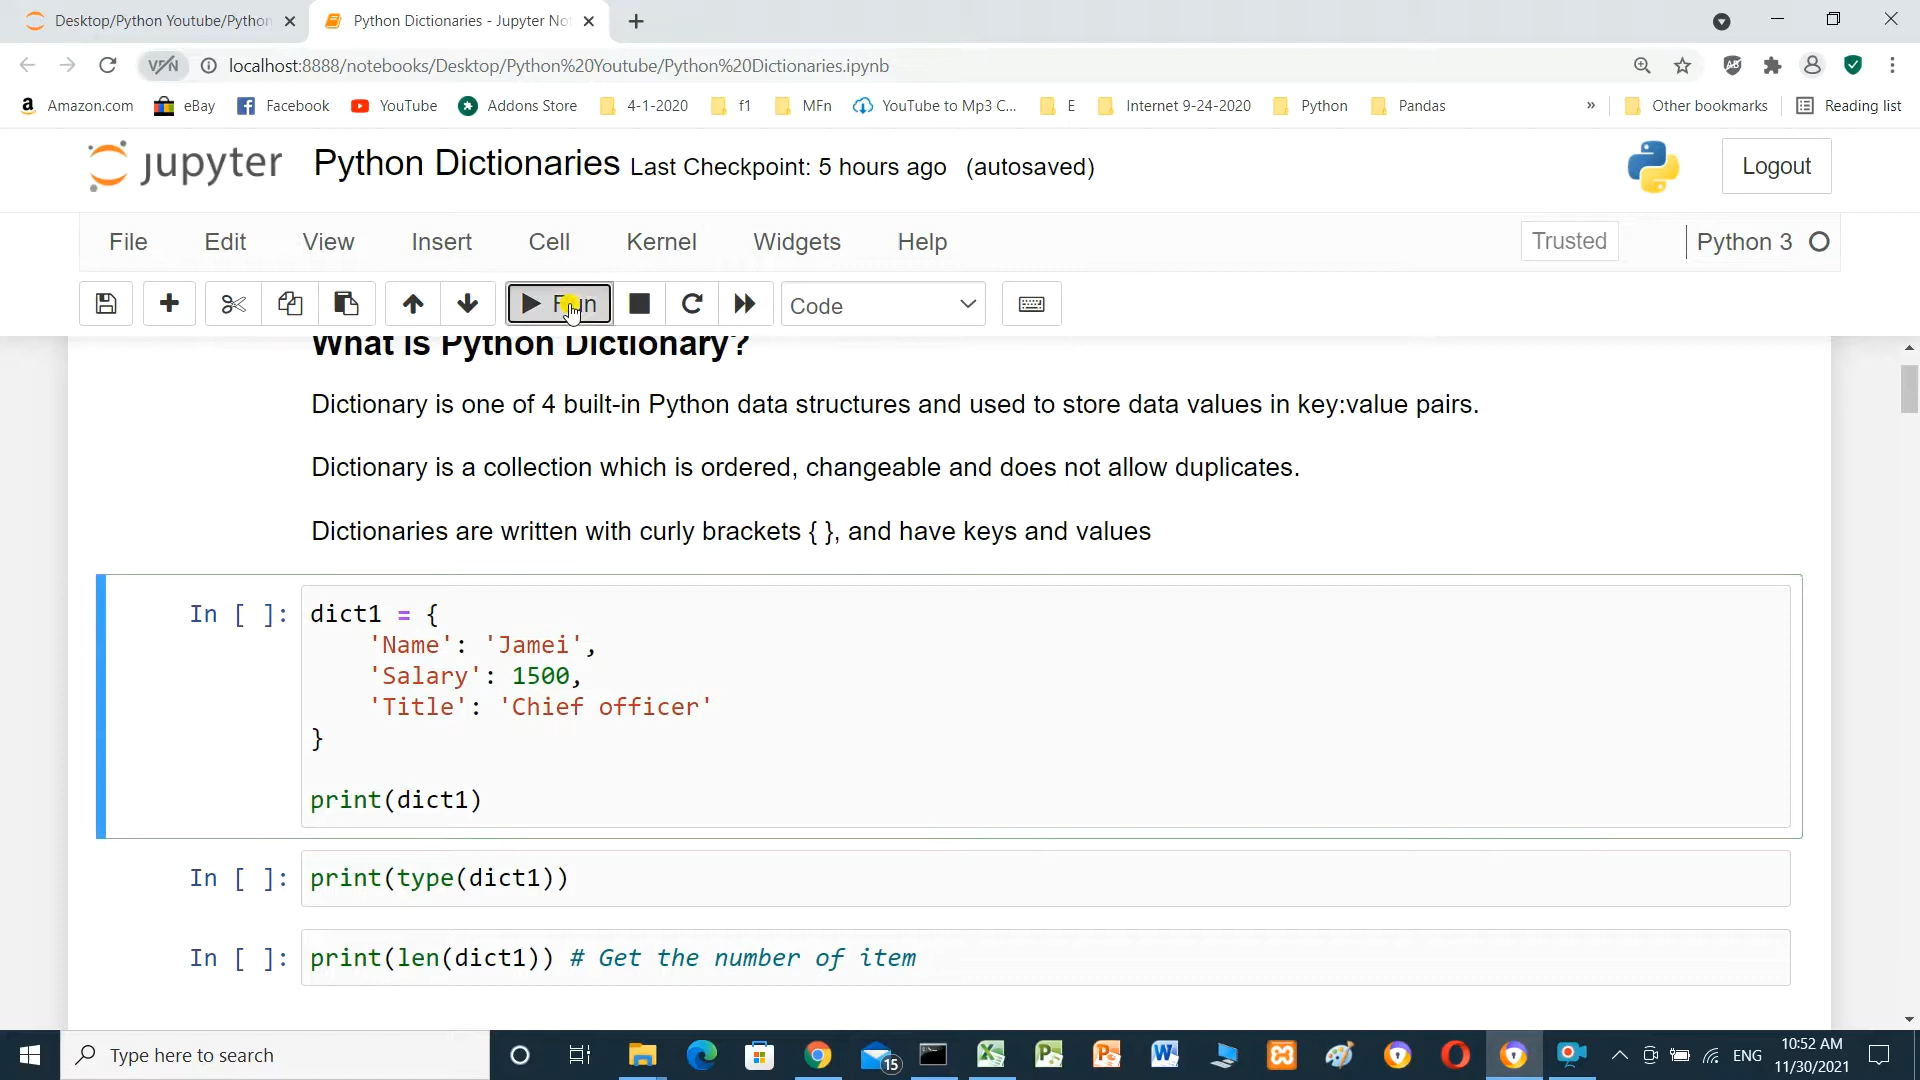 Desktop/Python Youtube/Python
Python Dictionaries - Jupyter No
VPN
localhost:8888/notebooks/Desktop/Python%20Youtube/Python%20Dictionaries.ipynb
Amazon.com
eBay
Facebook
YouTube
Addons Store
4-1-2020
f1
MFn
YouTube to Mp3 C...
E
Internet 9-24-2020
Python
Pandas
»
Other bookmarks
Reading list
jupyter
Python Dictionaries Last Checkpoint: 5 hours ago (autosaved)
Logout
File
Edit
View
Insert
Cell
Kernel
Widgets
Help
Trusted
Python 3
Run
Code
What is Python Dictionary?
Dictionary is one of 4 built-in Python data structures and used to store data values in key:value pairs.
Dictionary is a collection which is ordered, changeable and does not allow duplicates.
Dictionaries are written with curly brackets { }, and have keys and values
In [ ]: dict1 = {
'Name': 'Jamei',
'Salary': 1500,
'Title': 'Chief officer'
}
print(dict1)
In [ ]: print(type(dict1))
In [ ]: print(len(dict1)) # Get the number of item
Type here to search
15
ENG
10:52 AM
11/30/2021